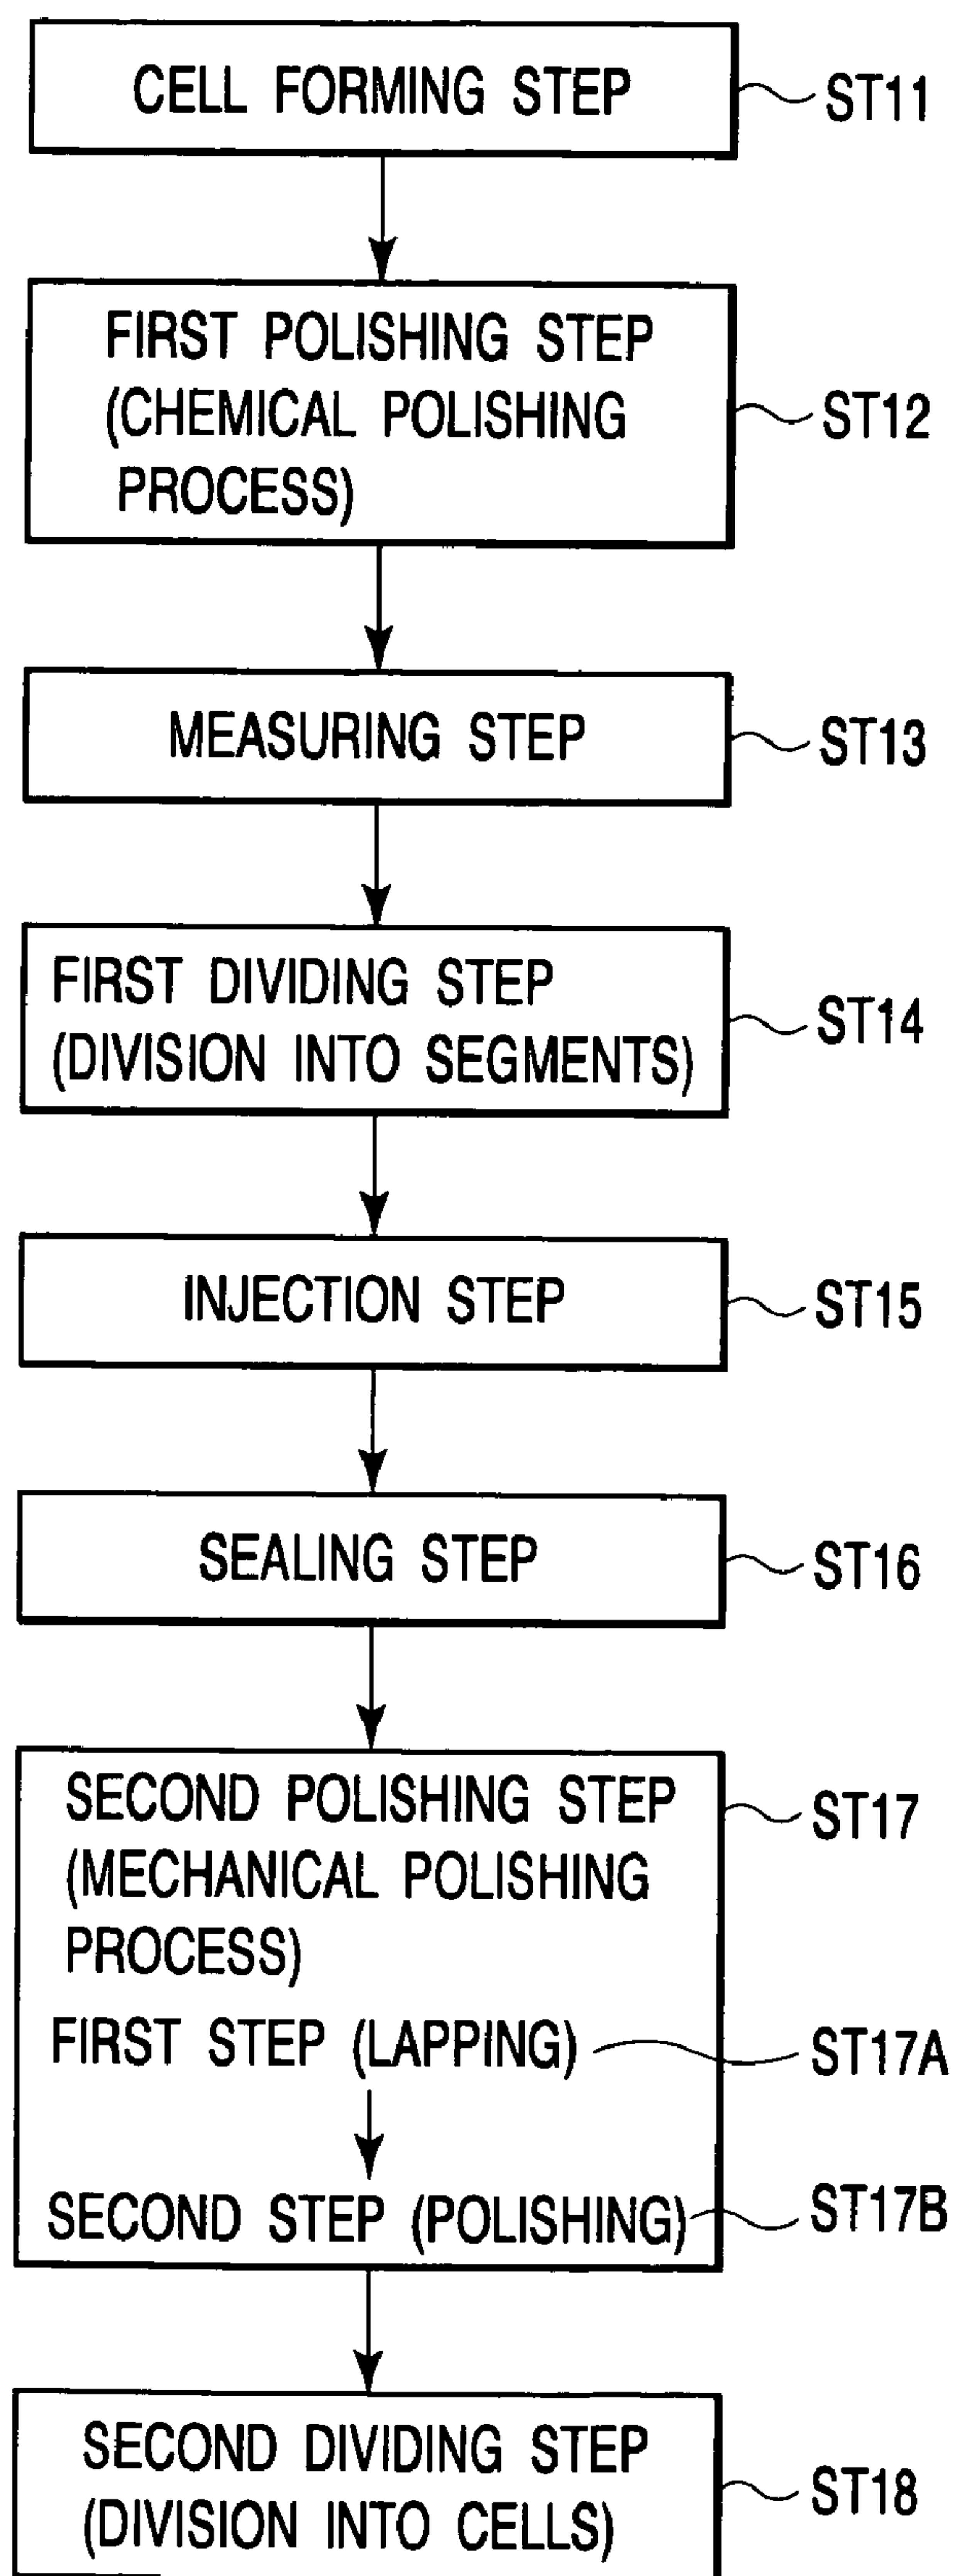 CELL FORMING STEP
ST11
FIRST POLISHING STEP
(CHEMICAL POLISHING
PROCESS)
ST12
MEASURING STEP
ST13
FIRST DIVIDING STEP
(DIVISION INTO SEGMENTS)
ST14
INJECTION STEP
ST15
SEALING STEP
ST16
SECOND POLISHING STEP
(MECHANICAL POLISHING
PROCESS)
ST17
FIRST STEP (LAPPING)
ST17A
SECOND STEP (POLISHING)
ST17B
SECOND DIVIDING STEP
(DIVISION INTO CELLS)
ST18